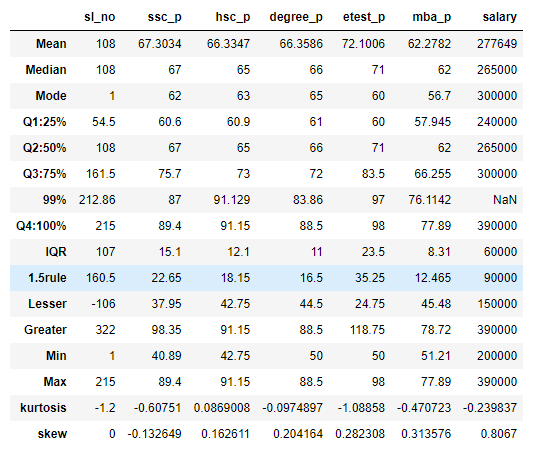 sl_no ssc_p hsc_p degree_p etest_p mba_p salary
Mean 108 67.3034 66.3347 66.3586 72.1006 62.2782 277649
Median 108 67 65 66 71 62 265000
Mode 1 62 63 65 60 56.7 300000
Q1:25% 54.5 60.6 60.9 61 60 57.945 240000
Q2:50% 108 67 65 66 71 62 265000
Q3:75% 161.5 75.7 73 72 83.5 66.255 300000
99% 212.86 87 91.129 83.86 97 76.1142 NaN
Q4:100% 215 89.4 91.15 88.5 98 77.89 390000
IQR 107 15.1 12.1 11 23.5 8.31 60000
1.5rule 160.5 22.65 18.15 16.5 35.25 12.465 90000
Lesser -106 37.95 42.75 44.5 24.75 45.48 150000
Greater 322 98.35 91.15 88.5 118.75 78.72 390000
Min 1 40.89 42.75 50 50 51.21 200000
Max 215 89.4 91.15 88.5 98 77.89 390000
kurtosis -1.2 -0.60751 0.0869008 -0.0974897 -1.08858 -0.470723 -0.239837
skew 0 -0.132649 0.162611 0.204164 0.282308 0.313576 0.8067